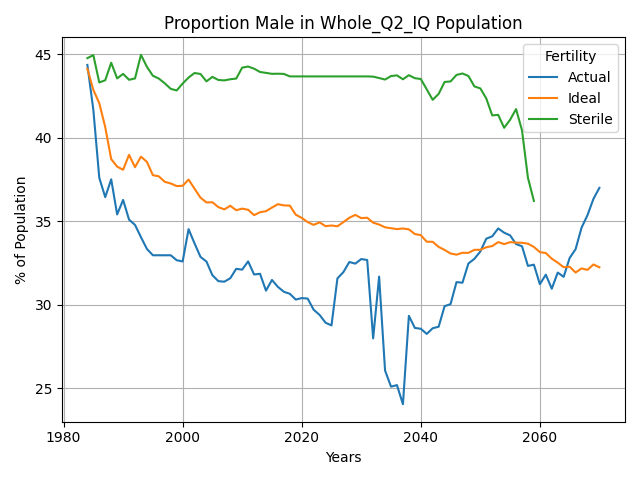 Proportion Male in Whole_Q2_IQ Population
Fertility
Actual
Ideal
Sterile
% of Population
45
40
35
30
25
1980
2000
2020
2040
2060
Years